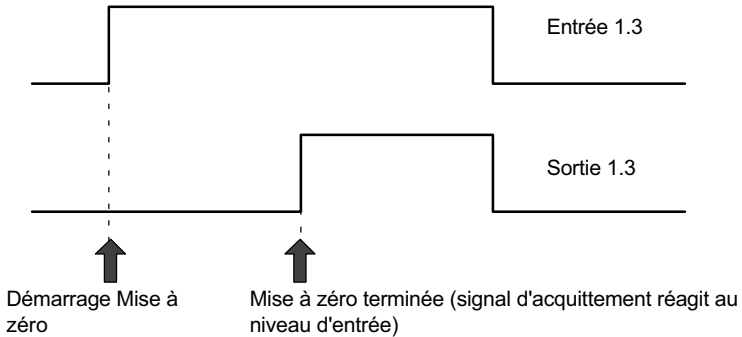 Entrée 1.3
Sortie 1.3
Démarrage Mise à
zéro
Mise à zéro terminée (signal d'acquittement réagit au
niveau d'entrée)